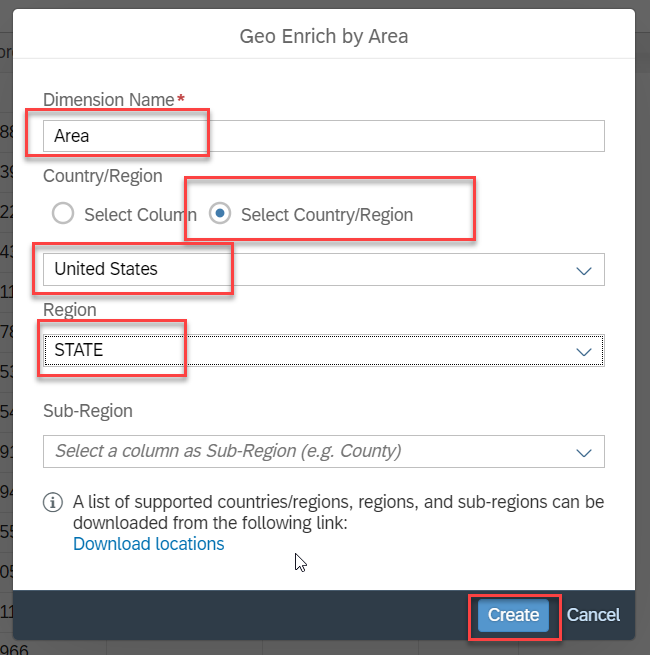 Geo Enrich by Area
Dimension Name*
Area
Country/Region
Select Column
Select Country/Region
United States
Region
STATE
Sub-Region
Select a column as Sub-Region (e.g. County)
A list of supported countries/regions, regions, and sub-regions can be
downloaded from the following link:
Download locations
Create Cancel
966